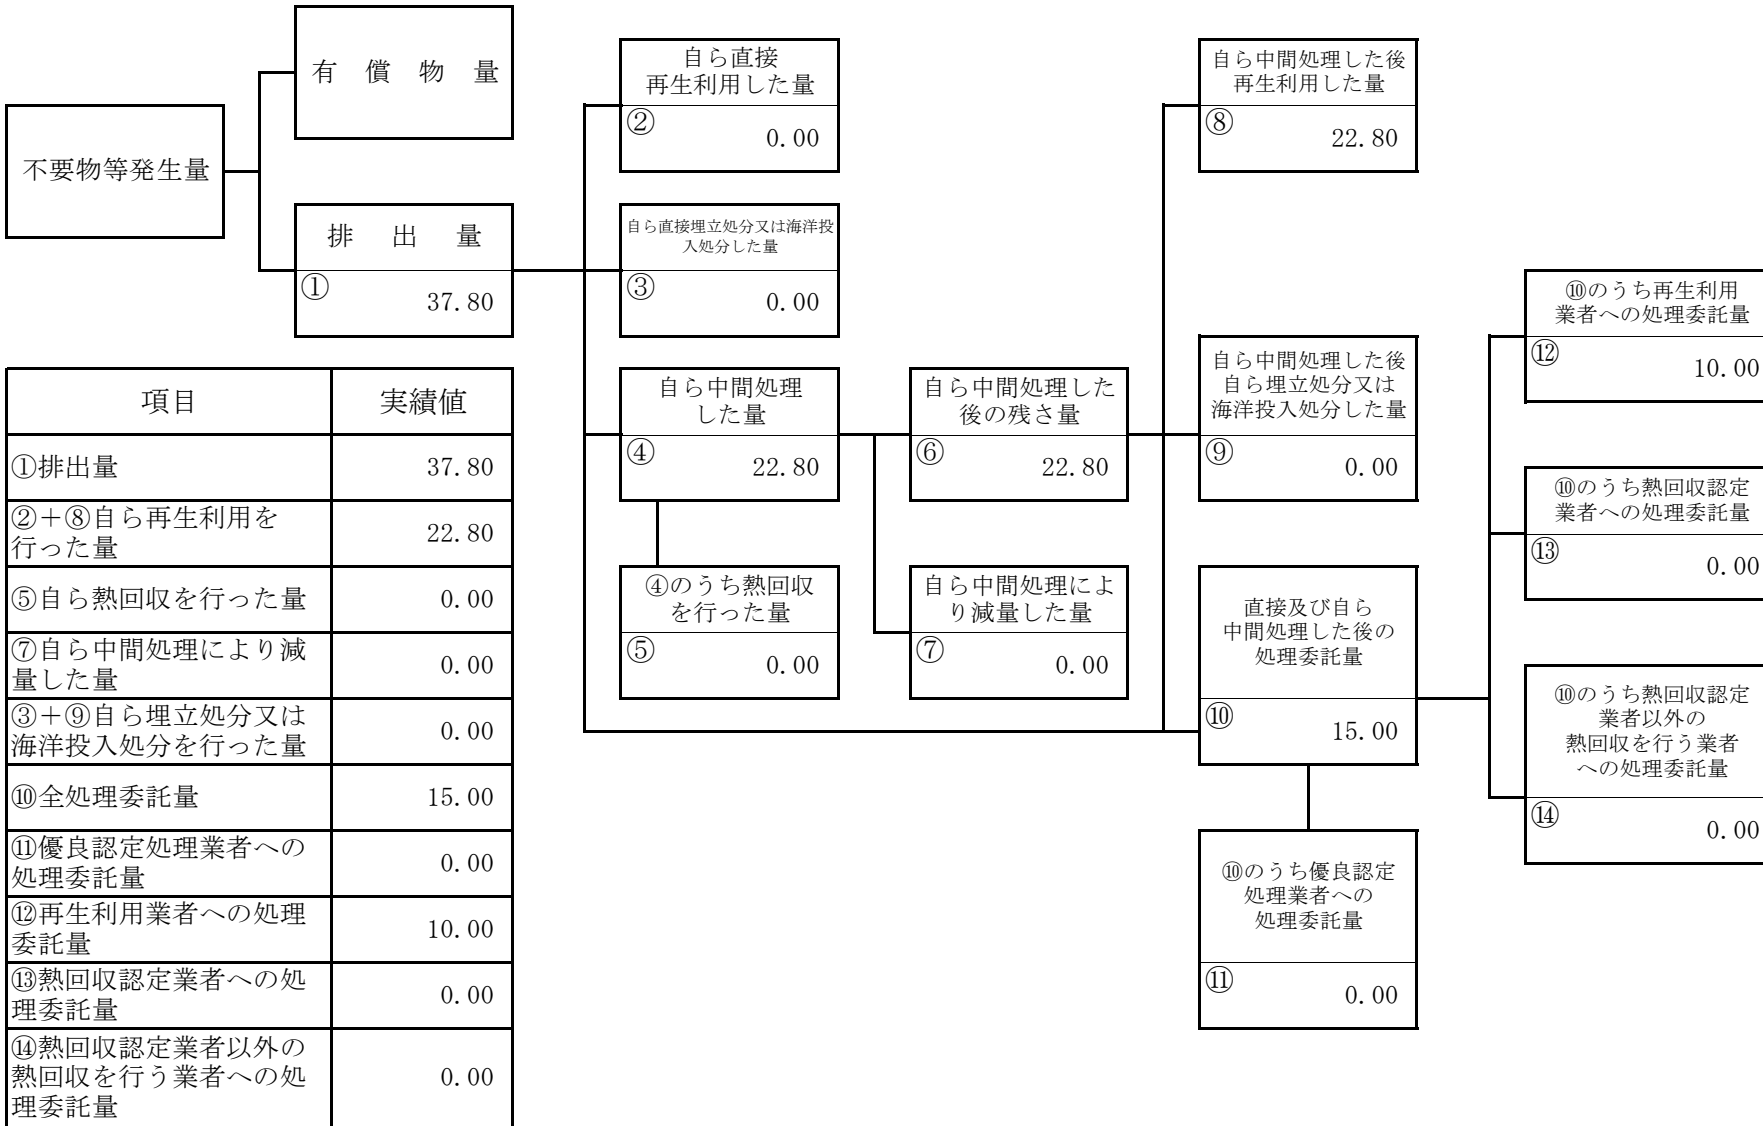 不要物等発生量
有 償 物 量
排 出 量
①
37.80
自ら直接
再生利用した量
②
0.00
自ら直接埋立処分又は海洋投
入処分した量
③
0.00
自ら中間処理
した量
④
22.80
④のうち熱回収
を行った量
⑤
0.00
自ら中間処理した
後の残さ量
⑥
22.80
自ら中間処理によ
り減量した量
⑦
0.00
自ら中間処理した後
再生利用した量
⑧
22.80
自ら中間処理した後
自ら埋立処分又は
海洋投入処分した量
⑨
0.00
直接及び自ら
中間処理した後の
処理委託量
⑩
15.00
⑩のうち優良認定
処理業者への
処理委託量
⑪
0.00
⑩のうち再生利用
業者への処理委託量
⑫
10.00
⑩のうち熱回収認定
業者への処理委託量
⑬
0.00
⑩のうち熱回収認定
業者以外の
熱回収を行う業者
への処理委託量
⑭
0.00
項目 実績値
①排出量 37.80
②+⑧自ら再生利用を
行った量 22.80
⑤自ら熱回収を行った量 0.00
⑦自ら中間処理により減
量した量 0.00
③+⑨自ら埋立処分又は
海洋投入処分を行った量 0.00
⑩全処理委託量 15.00
⑪優良認定処理業者への
処理委託量 0.00
⑫再生利用業者への処理
委託量 10.00
⑬熱回収認定業者への処
理委託量 0.00
⑭熱回収認定業者以外の
熱回収を行う業者への処
理委託量 0.00